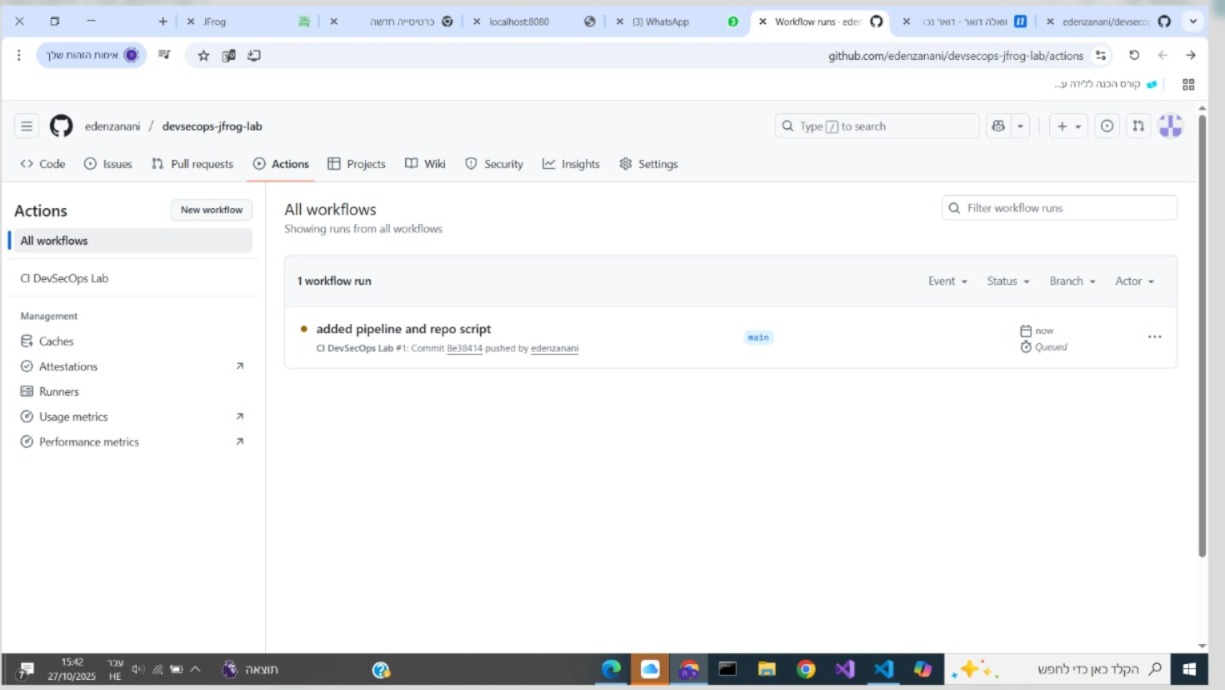 JFrog
כרטיסייה חדשה
localhost:8080
(3) WhatsApp
Workflow runs · eden
וואלה דואר - דואר נכנ
edenzanani/devseco
אימות הזהות שלך
github.com/edenzanani/devsecops-jfrog-lab/actions
קורס הכנה ללידה ע...
edenzanani / devsecops-jfrog-lab
Type / to search
Code
Issues
Pull requests
Actions
Projects
Wiki
Security
Insights
Settings
Actions
New workflow
All workflows
CI DevSecOps Lab
Management
Caches
Attestations
Runners
Usage metrics
Performance metrics
All workflows
Showing runs from all workflows
Filter workflow runs
1 workflow run
Event
Status
Branch
Actor
added pipeline and repo script
CI DevSecOps Lab #1: Commit 8e38414 pushed by edenzanani
main
now
Queued
7
15:42
27/10/2025
עבר
HE
תוצאה
הקלד כאן כדי לחפש